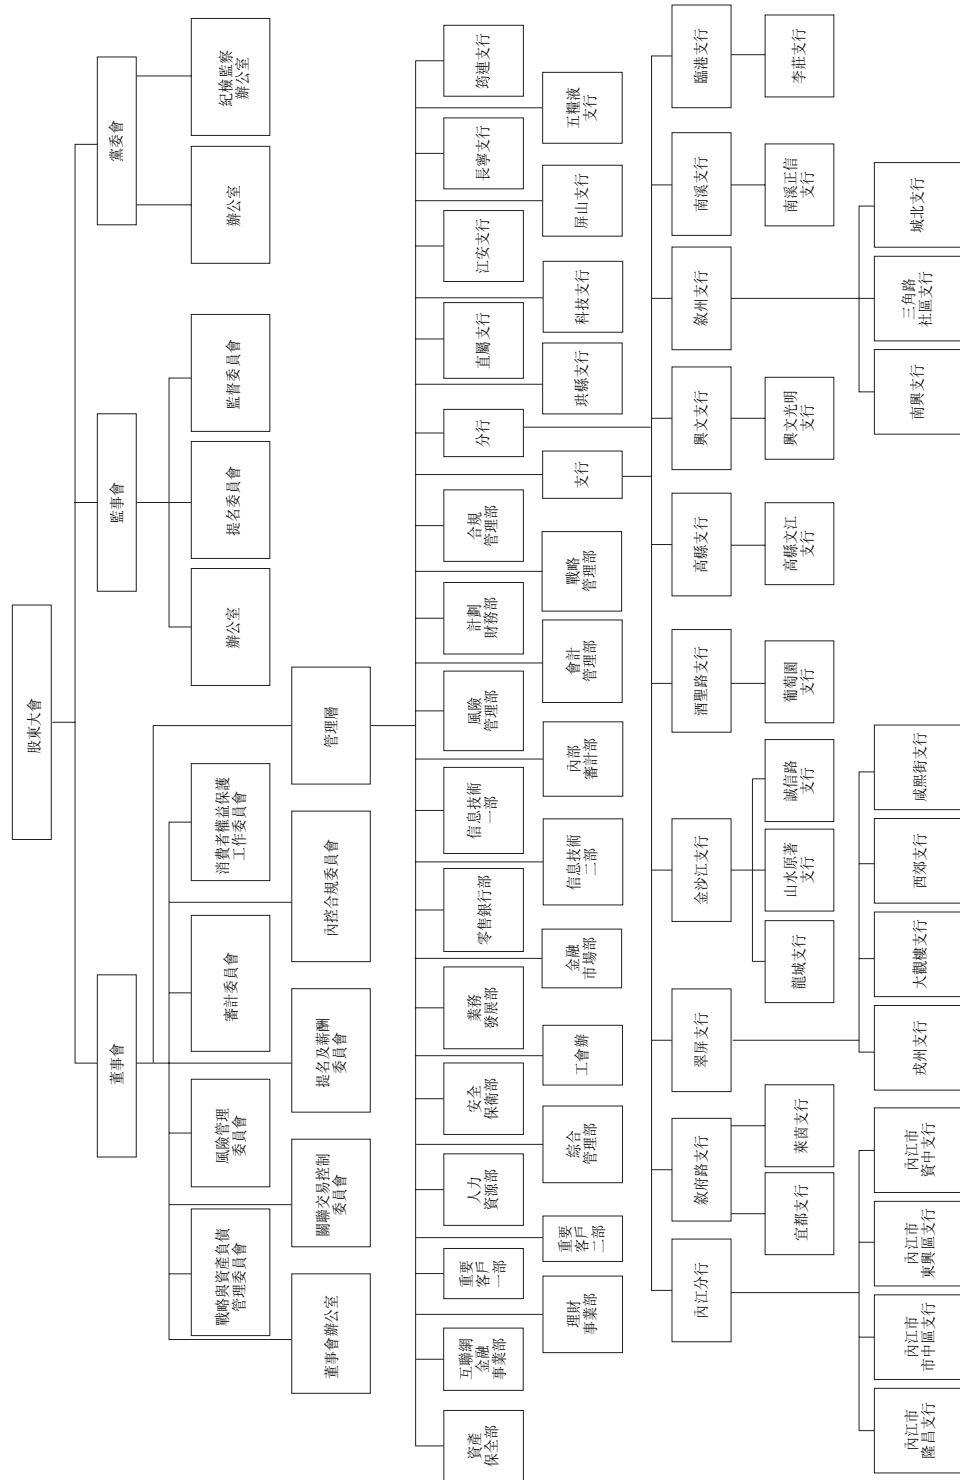 股東大會
董事會
監事會
黨委會
戰略與資產負債
管理委員會
風險管理
委員會
審計委員會
消費者權益保護
工作委員會
辦公室
提名委員會
監督委員會
辦公室
紀檢監察
辦公室
董事會辦公室
關聯交易控制
委員會
提名及薪酬
委員會
內控合規委員會
管理層
資產
保全部
互聯網
金融
事業部
重要
客戶
一部
人力
資源部
安全
保衛部
業務
發展部
零售銀行部
信息技術
一部
風險
管理部
計劃
財務部
合規
管理部
分行
直屬支行
江安支行
長寧支行
筠連支行
理財
事業部
重要
客戶
二部
綜合
管理部
工會辦
金融
市場部
信息技術
二部
內部
審計部
會計
管理部
戰略
管理部
支行
珙縣支行
科技支行
屏山支行
五糧液
支行
內江分行
敘府路支行
翠屏支行
金沙江支行
酒聖路支行
高縣支行
興文支行
敘州支行
南溪支行
臨港支行
宜都支行
萊茵支行
龍城支行
山水原著
支行
誠信路
支行
葡萄園
支行
高縣文江
支行
興文光明
支行
南溪正信
支行
李莊支行
內江市
隆昌支行
內江市
市中區支行
內江市
東興區支行
內江市
資中支行
戎州支行
大觀樓支行
西郊支行
咸熙街支行
南興支行
三角路
社區支行
城北支行